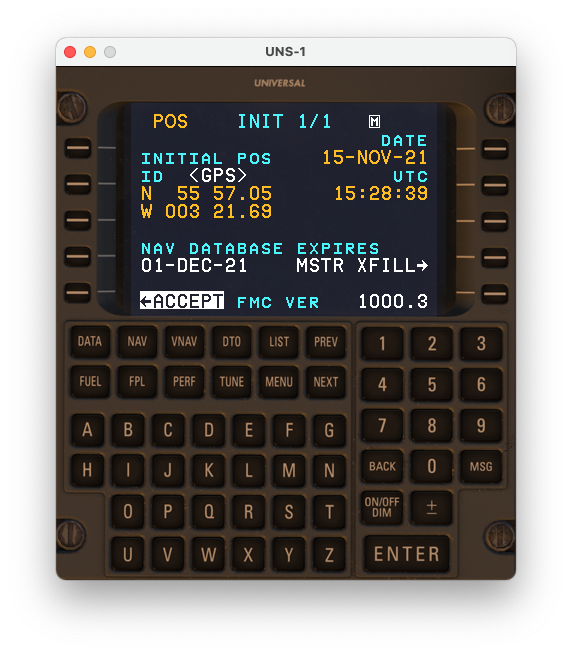 UNS-1
UNIVERSAL
POS INIT 1/1 M
DATE
INITIAL POS 15-NOV-21
ID <GPS> UTC
N 55 57.05 15:28:39
W 003 21.69
NAV DATABASE EXPIRES
01-DEC-21 MSTR XFILL→
←ACCEPT FMC VER 1000.3
DATA NAV VNAV DTO LIST PREV
FUEL FPL PERF TUNE MENU NEXT
A B C D E F G
H I J K L M N
O P Q R S T
U V W X Y Z
1 2 3
4 5 6
7 8 9
BACK 0 MSG
ON/OFF
DIM ±
ENTER